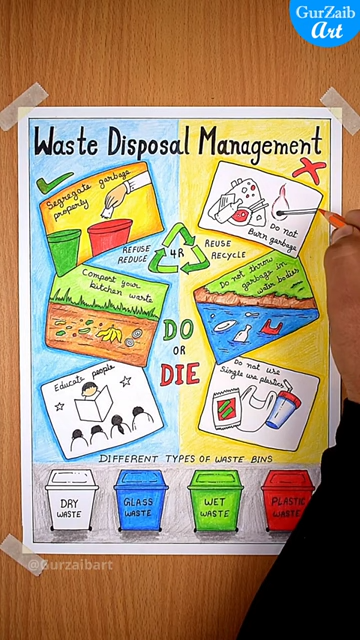 GurZaib
Art
Waste Disposal Management
Segregate garbage
properly
Do not
Burn garbage
REFUSE
REDUCE
4R
REUSE
RECYCLE
Compost your
kitchen waste
Do not throw
garbage in
water bodies
DO
OR
DIE
Educate people
Do not use
Single use plastics
DIFFERENT TYPES OF WASTE BINS
DRY
WASTE
GLASS
WASTE
WET
WASTE
PLASTIC
WASTE
@Gurzaibart